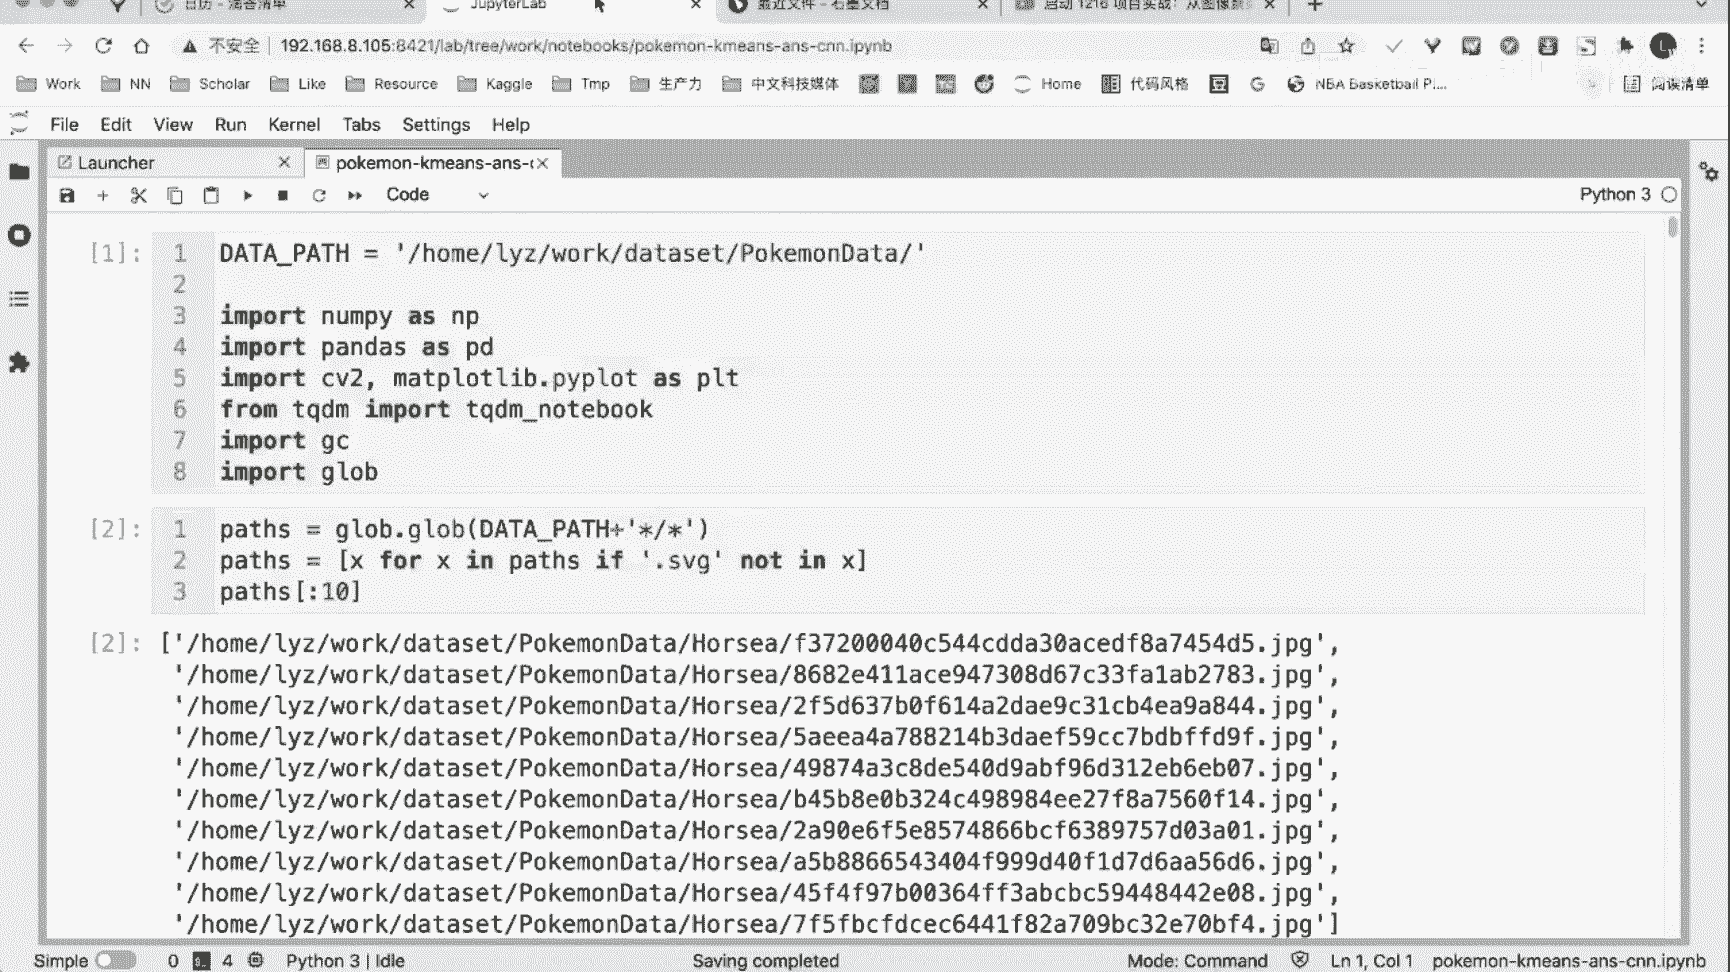 日历 - 滴答清单
JupyterLab
最近文件 - 石墨文档
启动 1216 项目实战：从图像
不安全 192.168.8.105:8421/lab/tree/work/notebooks/pokemon-kmeans-ans-cnn.ipynb
Work NN Scholar Like Resource Kaggle Tmp 生产力 中文科技媒体 Home 代码风格 NBA Basketball P... 阅读清单
File Edit View Run Kernel Tabs Settings Help
Launcher pokemon-kmeans-ans-c
Code Python 3
[1]: 1 DATA_PATH = '/home/lyz/work/dataset/PokemonData/'
2
3 import numpy as np
4 import pandas as pd
5 import cv2, matplotlib.pyplot as plt
6 from tqdm import tqdm_notebook
7 import gc
8 import glob
[2]: 1 paths = glob.glob(DATA_PATH+'*/*')
2 paths = [x for x in paths if '.svg' not in x]
3 paths[:10]
[2]: ['/home/lyz/work/dataset/PokemonData/Horsea/f37200040c544cdda30acedf8a7454d5.jpg',
'/home/lyz/work/dataset/PokemonData/Horsea/8682e411ace947308d67c33fa1ab2783.jpg',
'/home/lyz/work/dataset/PokemonData/Horsea/2f5d637b0f614a2dae9c31cb4ea9a844.jpg',
'/home/lyz/work/dataset/PokemonData/Horsea/5aeea4a788214b3daef59cc7bdbffd9f.jpg',
'/home/lyz/work/dataset/PokemonData/Horsea/49874a3c8de540d9abf96d312eb6eb07.jpg',
'/home/lyz/work/dataset/PokemonData/Horsea/b45b8e0b324c498984ee27f8a7560f14.jpg',
'/home/lyz/work/dataset/PokemonData/Horsea/2a90e6f5e8574866bcf6389757d03a01.jpg',
'/home/lyz/work/dataset/PokemonData/Horsea/a5b8866543404f999d40f1d7d6aa56d6.jpg',
'/home/lyz/work/dataset/PokemonData/Horsea/45f4f97b00364ff3abcbc59448442e08.jpg',
'/home/lyz/work/dataset/PokemonData/Horsea/7f5fbcfdcec6441f82a709bc32e70bf4.jpg']
Simple 0 4 Python 3 | Idle Saving completed Mode: Command Ln 1, Col 1 pokemon-kmeans-ans-cnn.ipynb